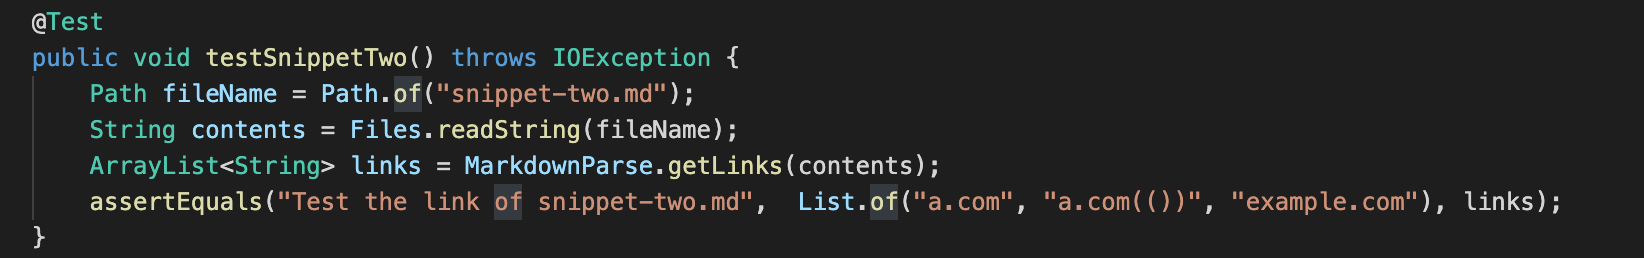 @Test
public void testSnippetTwo() throws IOException {
    Path fileName = Path.of("snippet-two.md");
    String contents = Files.readString(fileName);
    ArrayList<String> links = MarkdownParse.getLinks(contents);
    assertEquals("Test the link of snippet-two.md",  List.of("a.com", "a.com(())", "example.com"), links);
}